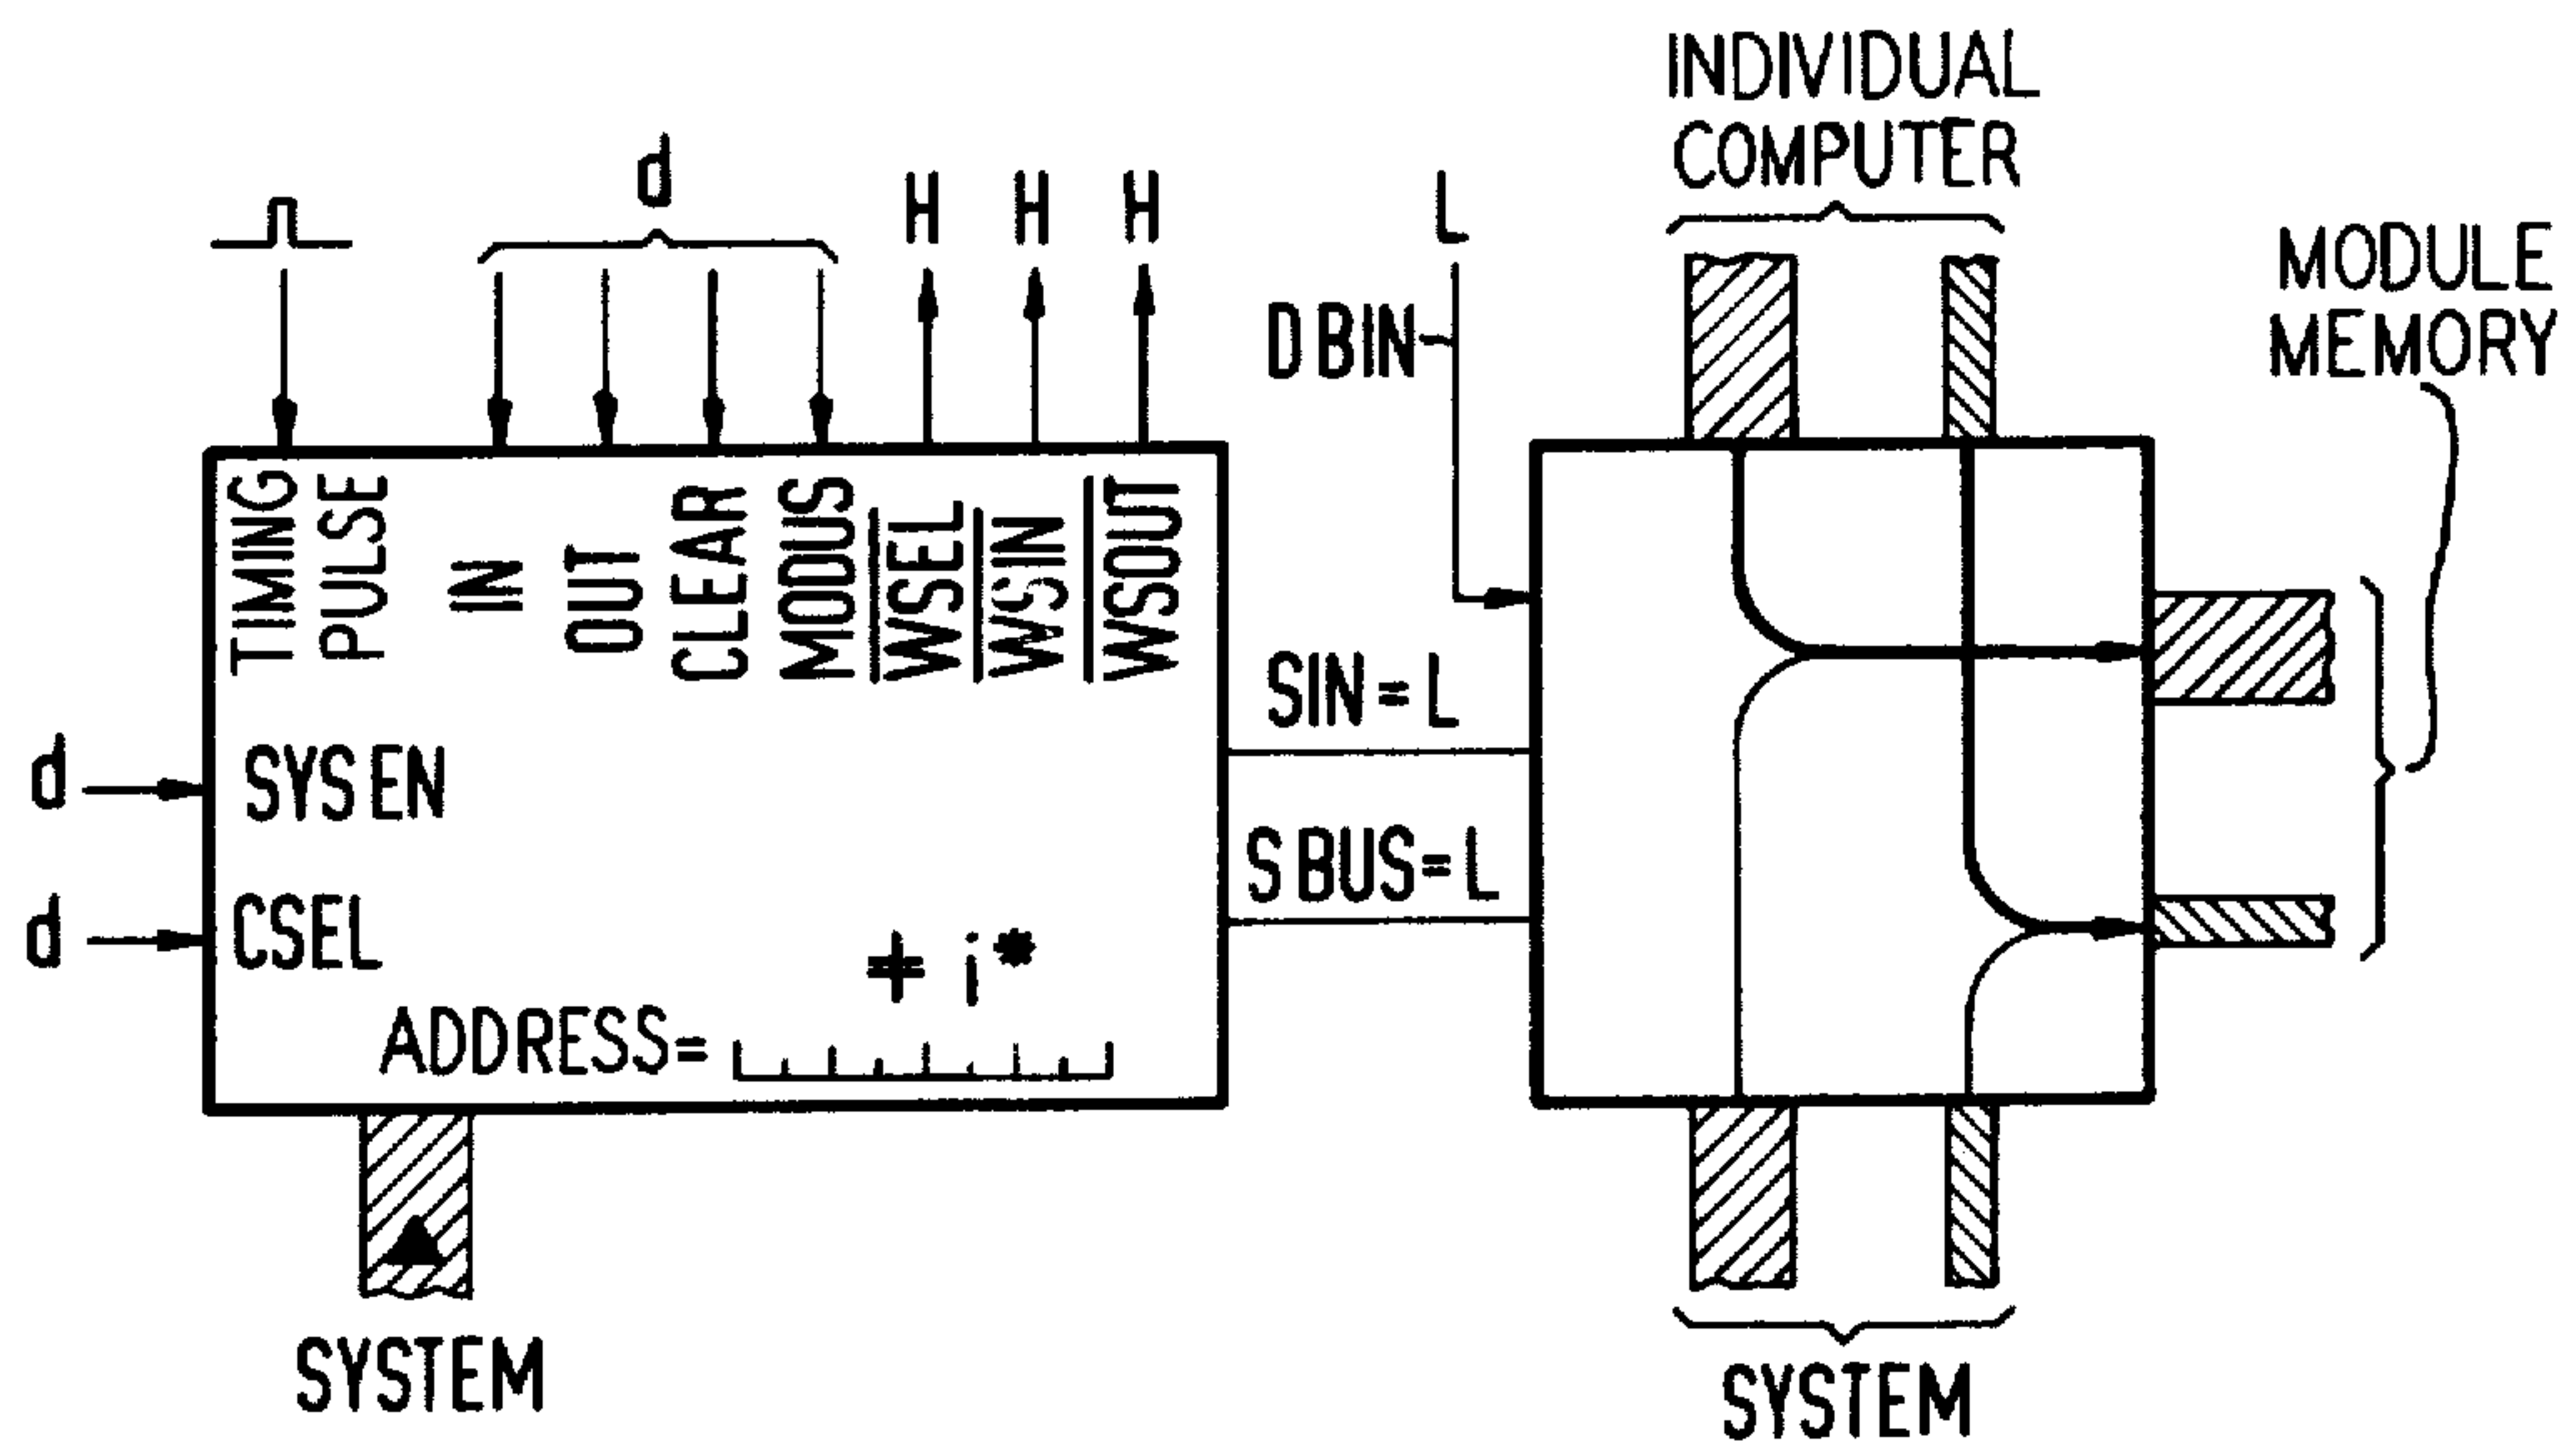 INDIVIDUAL
COMPUTER
d
H H H
L
MODULE
MEMORY
D BIN
TIMING
PULSE
IN
OUT
CLEAR
MODUS
WSEL
WSIN
WSOUT
SIN=L
d
SYS EN
S BUS=L
d
CSEL
≠ i*
ADDRESS=
SYSTEM
SYSTEM